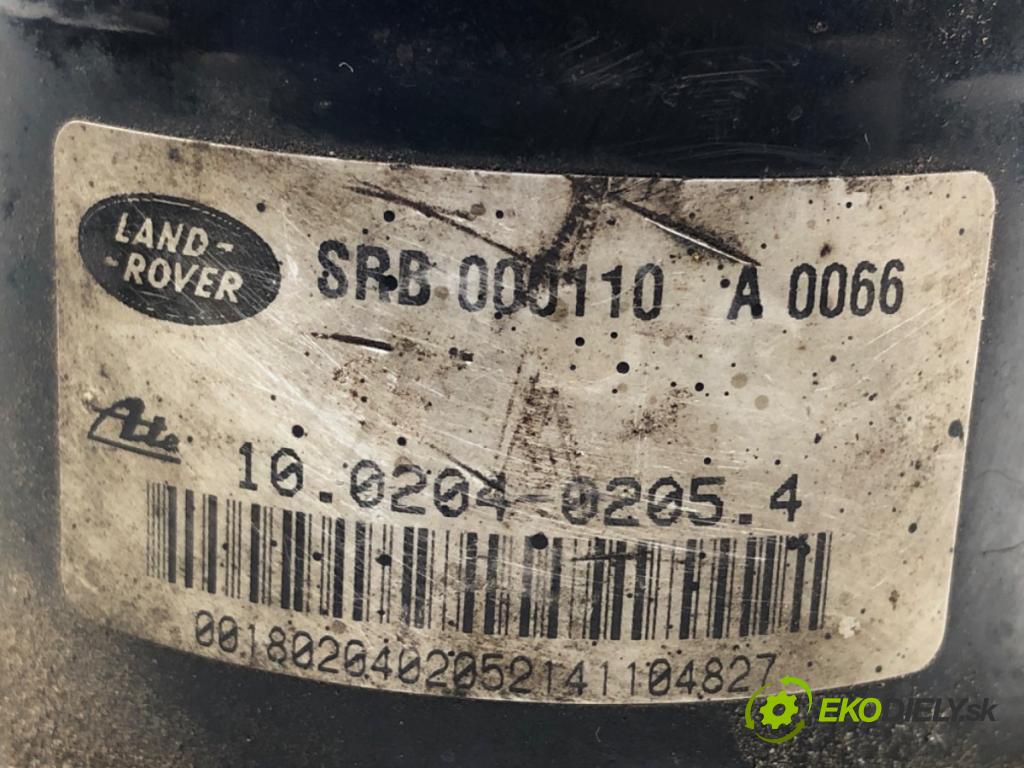 LAND-
-ROVER
SRB 000110 A 0066
Ate
10.0204-0205.4
0018020402052141104827
EKODIELY.sk